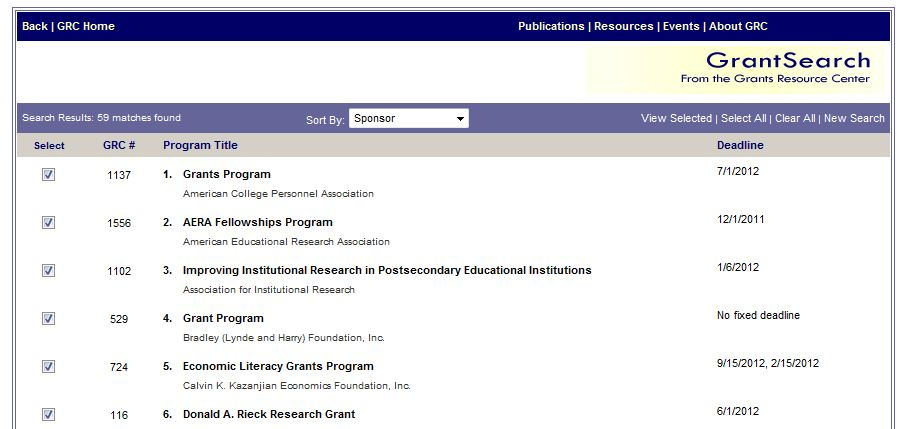 Back | GRC Home
Publications | Resources | Events | About GRC
GrantSearch
From the Grants Resource Center
Search Results: 59 matches found
Sort By: Sponsor
View Selected | Select All | Clear All | New Search
Select GRC # Program Title Deadline
1137 1. Grants Program 7/1/2012
American College Personnel Association
1556 2. AERA Fellowships Program 12/1/2011
American Educational Research Association
1102 3. Improving Institutional Research in Postsecondary Educational Institutions 1/6/2012
Association for Institutional Research
529 4. Grant Program No fixed deadline
Bradley (Lynde and Harry) Foundation, Inc.
724 5. Economic Literacy Grants Program 9/15/2012, 2/15/2012
Calvin K. Kazanjian Economics Foundation, Inc.
116 6. Donald A. Rieck Research Grant 6/1/2012